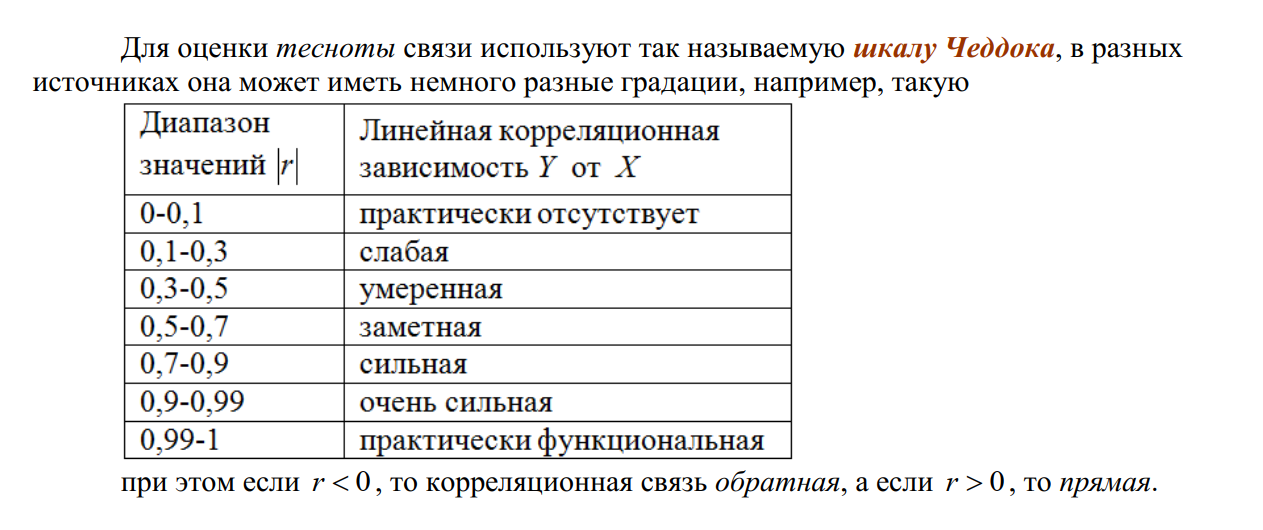 Для оценки тесноты связи используют так называемую шкалу Чеддока, в разных
источниках она может иметь немного разные градации, например, такую
Диапазон
значений |r|
Линейная корреляционная
зависимость Y от X
0-0,1 практически отсутствует
0,1-0,3 слабая
0,3-0,5 умеренная
0,5-0,7 заметная
0,7-0,9 сильная
0,9-0,99 очень сильная
0,99-1 практически функциональная
при этом если r < 0, то корреляционная связь обратная, а если r > 0, то прямая.